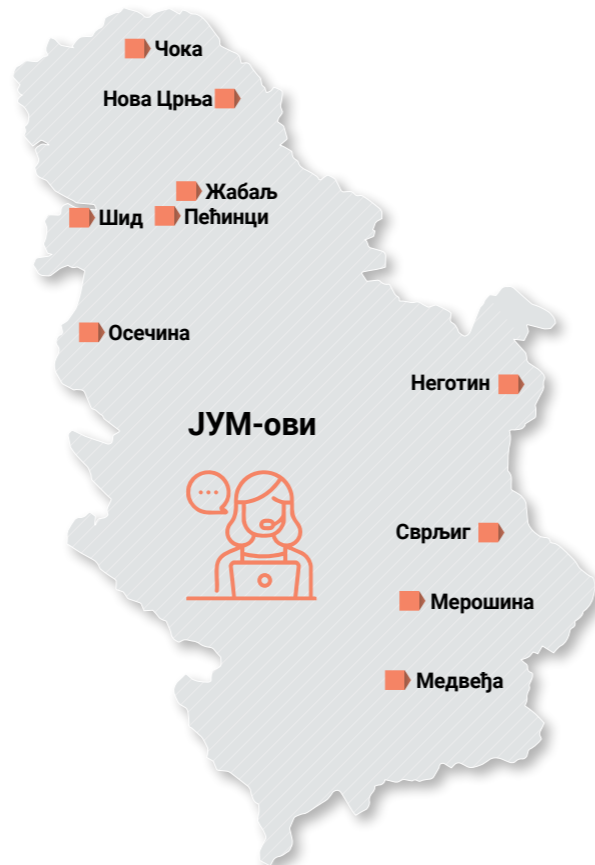 Чока
Нова Црња
Жабаљ
Шид
Пећинци
Осечина
Неготин
ЈУМ-ови
Сврљиг
Мерошина
Медвеђа